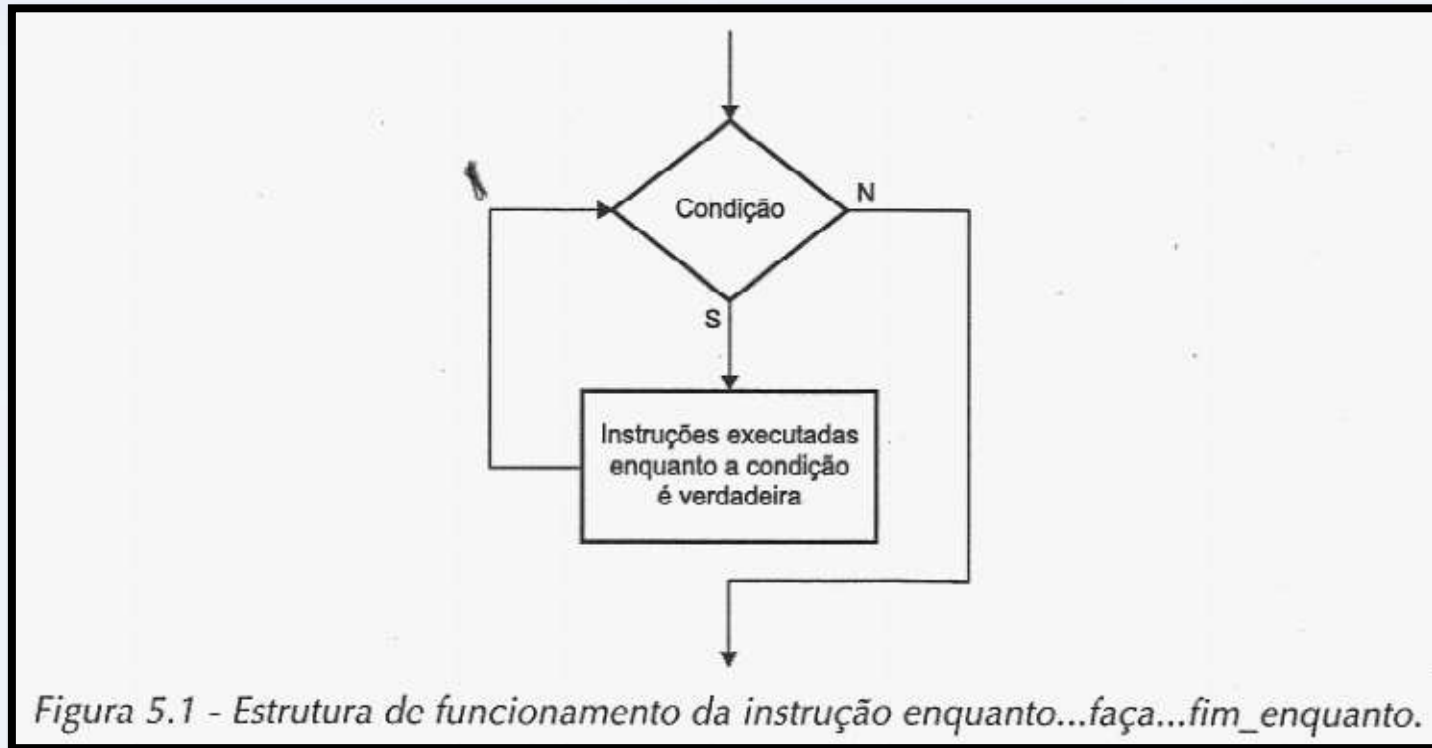 Condição
N
S
Instruções executadas
enquanto a condição
é verdadeira
Figura 5.1 - Estrutura de funcionamento da instrução enquanto...faça...fim_enquanto.